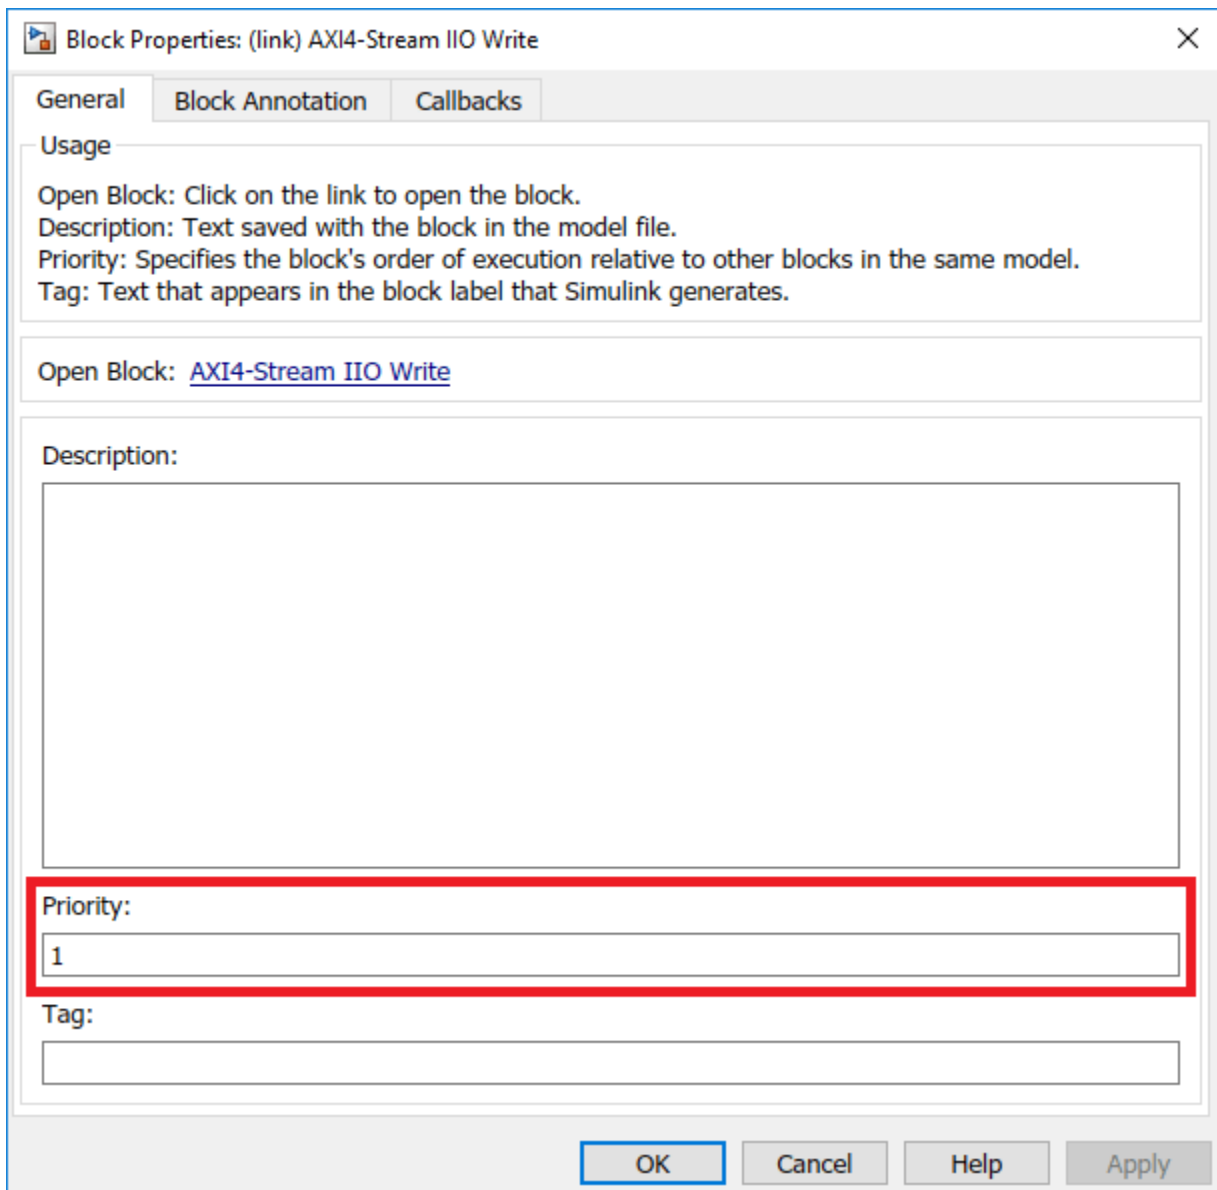 Block Properties: (link) AXI4-Stream IIO Write
General Block Annotation Callbacks
Usage
Open Block: Click on the link to open the block.
Description: Text saved with the block in the model file.
Priority: Specifies the block's order of execution relative to other blocks in the same model.
Tag: Text that appears in the block label that Simulink generates.
Open Block: AXI4-Stream IIO Write
Description:
Priority:
1
Tag:
OK Cancel Help Apply